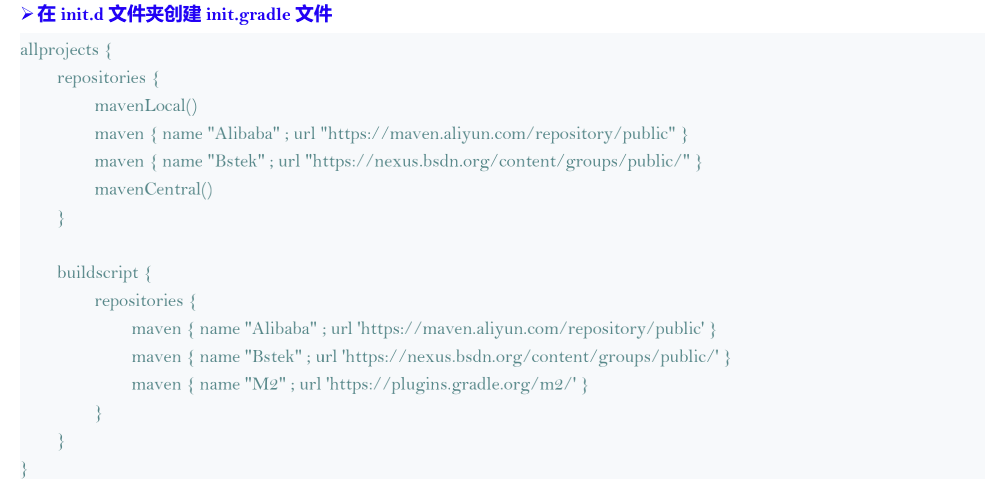 ➢ 在 init.d 文件夹创建 init.gradle 文件
allprojects {
repositories {
mavenLocal()
maven { name "Alibaba" ; url "https://maven.aliyun.com/repository/public" }
maven { name "Bstek" ; url "https://nexus.bsdn.org/content/groups/public/" }
mavenCentral()
}
buildscript {
repositories {
maven { name "Alibaba" ; url 'https://maven.aliyun.com/repository/public' }
maven { name "Bstek" ; url 'https://nexus.bsdn.org/content/groups/public/' }
maven { name "M2" ; url 'https://plugins.gradle.org/m2/' }
}
}
}